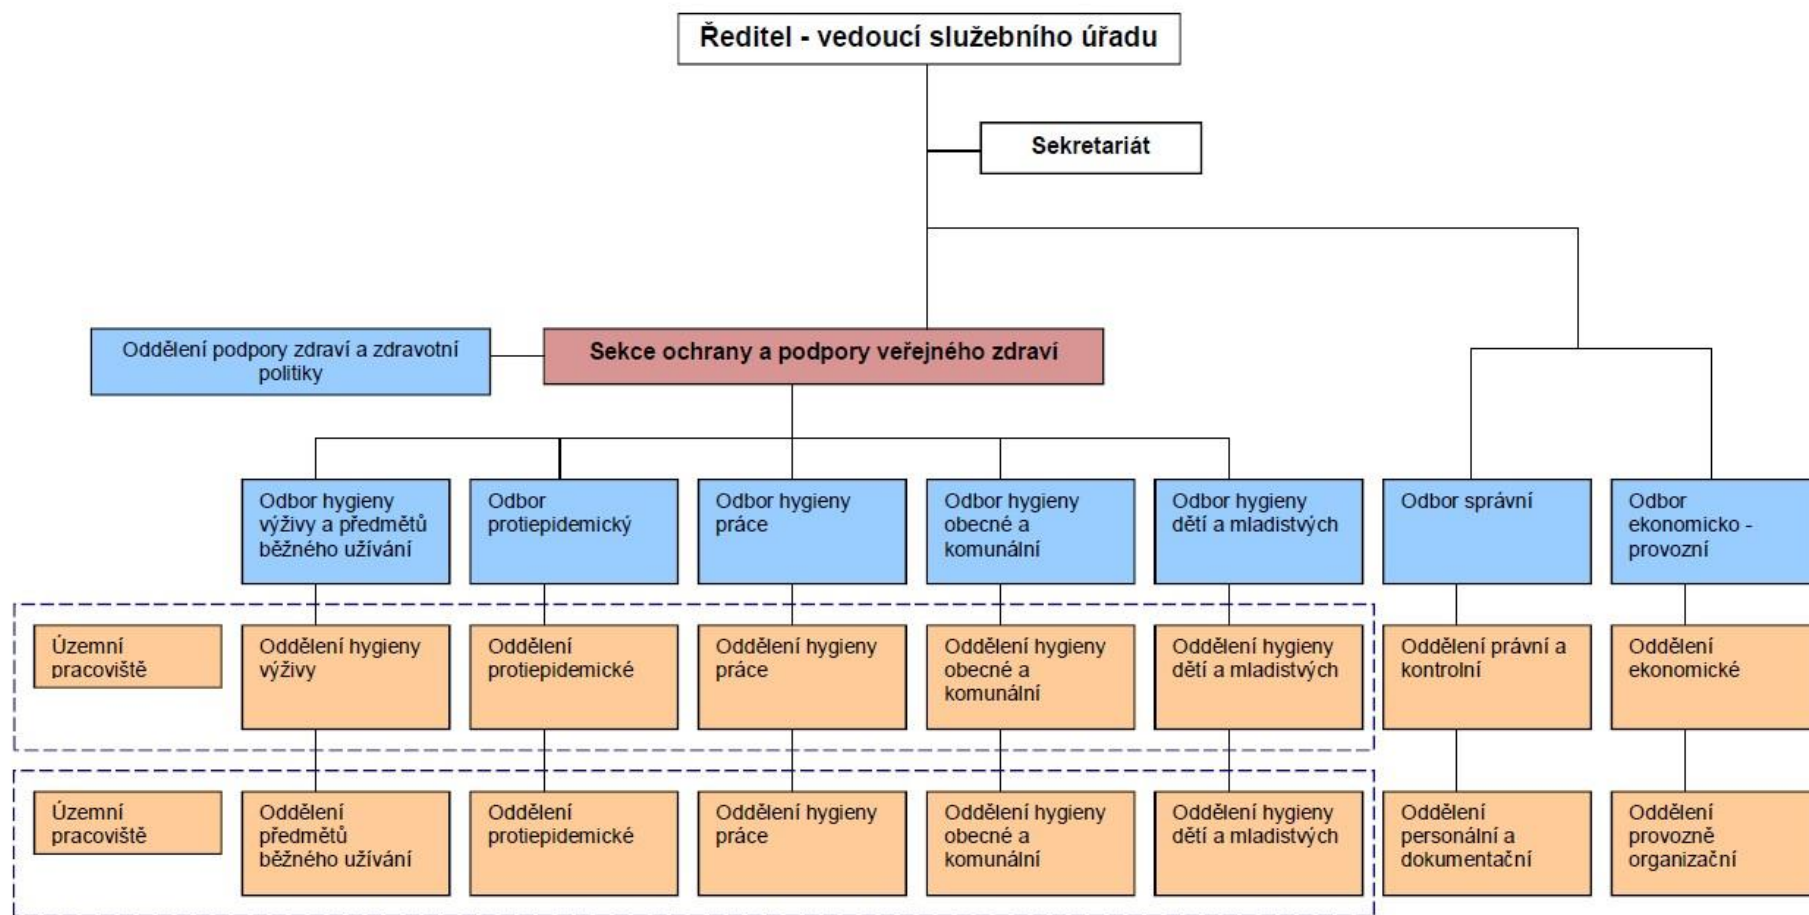 Ředitel - vedoucí služebního úřadu
Sekretariát
Oddělení podpory zdraví a zdravotní
politiky
Sekce ochrany a podpory veřejného zdraví
Odbor hygieny
výživy a předmětů
běžného užívání
Odbor
protiepidemický
Odbor hygieny
práce
Odbor hygieny
obecné a
komunální
Odbor hygieny
dětí a mladistvých
Odbor správní
Odbor
ekonomicko -
provozní
Územní
pracoviště
Oddělení hygieny
výživy
Oddělení
protiepidemické
Oddělení hygieny
práce
Oddělení hygieny
obecné a
komunální
Oddělení hygieny
dětí a mladistvých
Oddělení právní a
kontrolní
Oddělení
ekonomické
Územní
pracoviště
Oddělení
předmětů
běžného užívání
Oddělení
protiepidemické
Oddělení hygieny
práce
Oddělení hygieny
obecné a
komunální
Oddělení hygieny
dětí a mladistvých
Oddělení
personální a
dokumentační
Oddělení
provozně
organizační